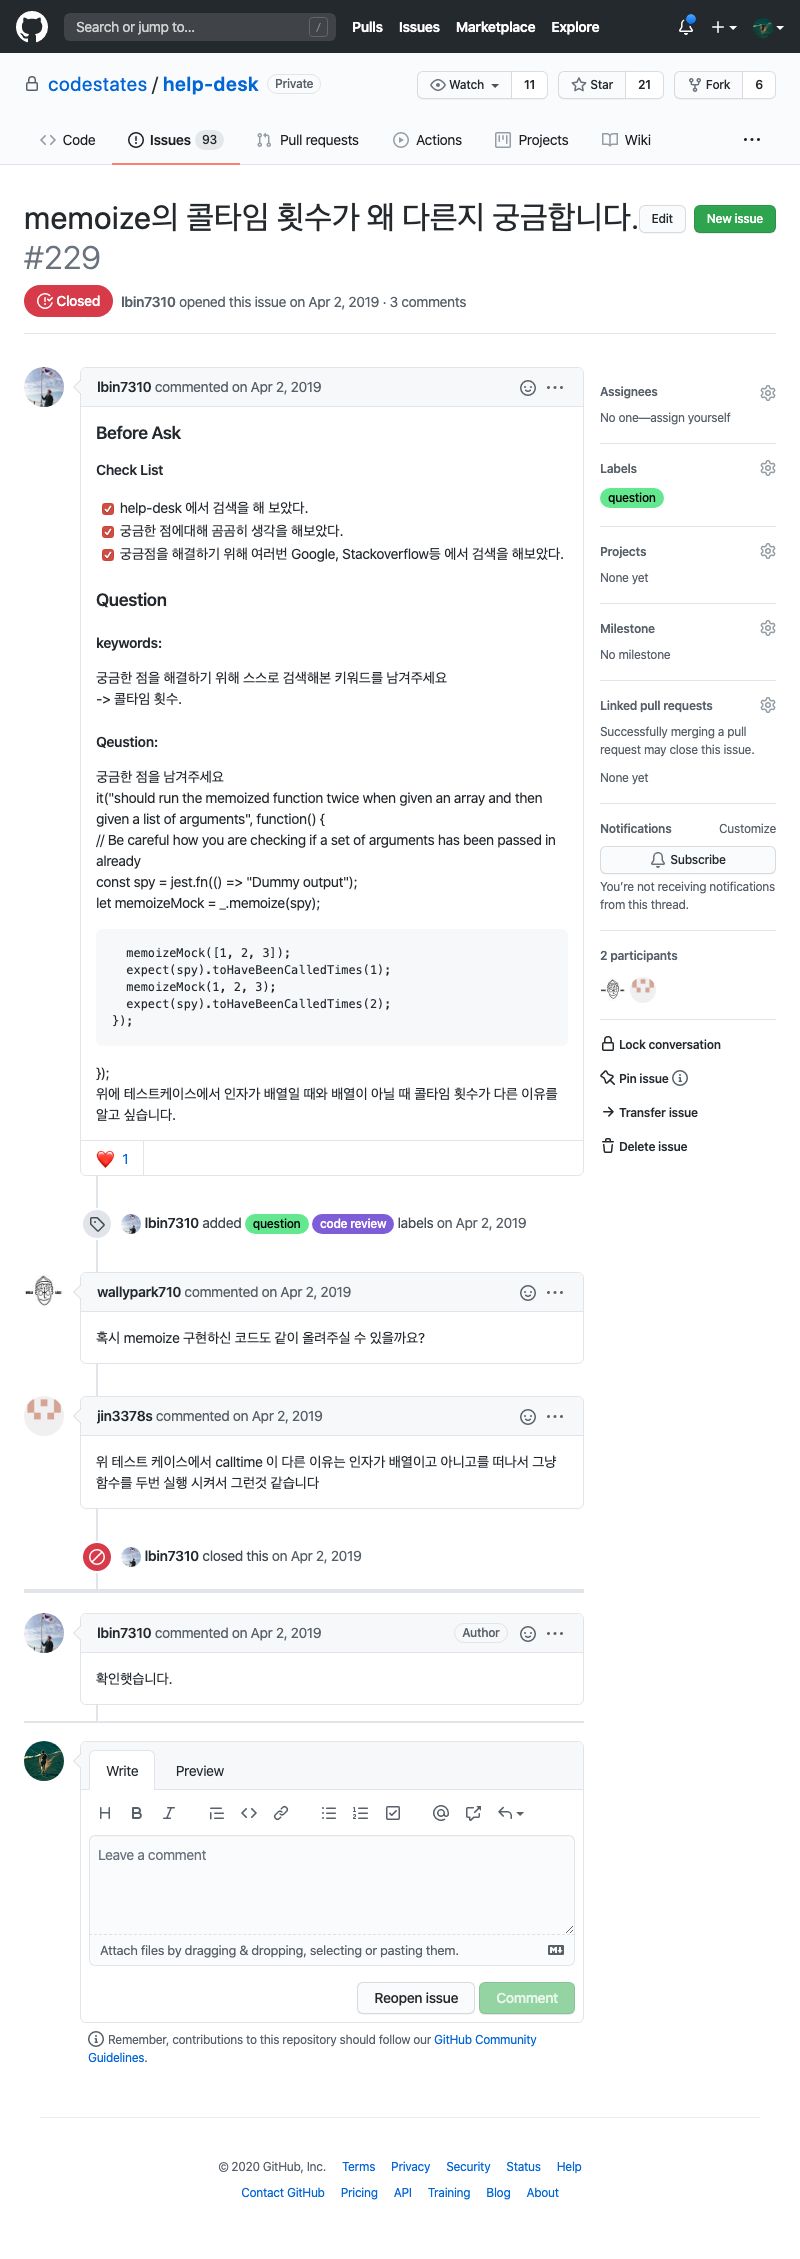 Search or jump to... /
Pulls Issues Marketplace Explore
codestates / help-desk Private
Watch 11 Star 21 Fork 6
Code Issues 93 Pull requests Actions Projects Wiki
memoize의 콜타임 횟수가 왜 다른지 궁금합니다.
#229
Edit New issue
Closed lbin7310 opened this issue on Apr 2, 2019 · 3 comments
lbin7310 commented on Apr 2, 2019
Before Ask
Check List
help-desk 에서 검색을 해 보았다.
궁금한 점에대해 곰곰히 생각을 해보았다.
궁금점을 해결하기 위해 여러번 Google, Stackoverflow등 에서 검색을 해보았다.
Question
keywords:
궁금한 점을 해결하기 위해 스스로 검색해본 키워드를 남겨주세요
-> 콜타임 횟수.
Qeustion:
궁금한 점을 남겨주세요
it("should run the memoized function twice when given an array and then
given a list of arguments", function() {
// Be careful how you are checking if a set of arguments has been passed in
already
const spy = jest.fn(() => "Dummy output");
let memoizeMock = _.memoize(spy);
memoizeMock([1, 2, 3]);
expect(spy).toHaveBeenCalledTimes(1);
memoizeMock(1, 2, 3);
expect(spy).toHaveBeenCalledTimes(2);
});
});
위에 테스트케이스에서 인자가 배열일 때와 배열이 아닐 때 콜타임 횟수가 다른 이유를
알고 싶습니다.
❤️ 1
lbin7310 added question code review labels on Apr 2, 2019
wallypark710 commented on Apr 2, 2019
혹시 memoize 구현하신 코드도 같이 올려주실 수 있을까요?
jin3378s commented on Apr 2, 2019
위 테스트 케이스에서 calltime 이 다른 이유는 인자가 배열이고 아니고를 떠나서 그냥
함수를 두번 실행 시켜서 그런것 같습니다
lbin7310 closed this on Apr 2, 2019
lbin7310 commented on Apr 2, 2019 Author
확인햇습니다.
Write Preview
Leave a comment
Attach files by dragging & dropping, selecting or pasting them.
Reopen issue Comment
Remember, contributions to this repository should follow our GitHub Community
Guidelines.
Assignees
No one—assign yourself
Labels
question
Projects
None yet
Milestone
No milestone
Linked pull requests
Successfully merging a pull
request may close this issue.
None yet
Notifications Customize
Subscribe
You're not receiving notifications
from this thread.
2 participants
Lock conversation
Pin issue
Transfer issue
Delete issue
© 2020 GitHub, Inc. Terms Privacy Security Status Help
Contact GitHub Pricing API Training Blog About